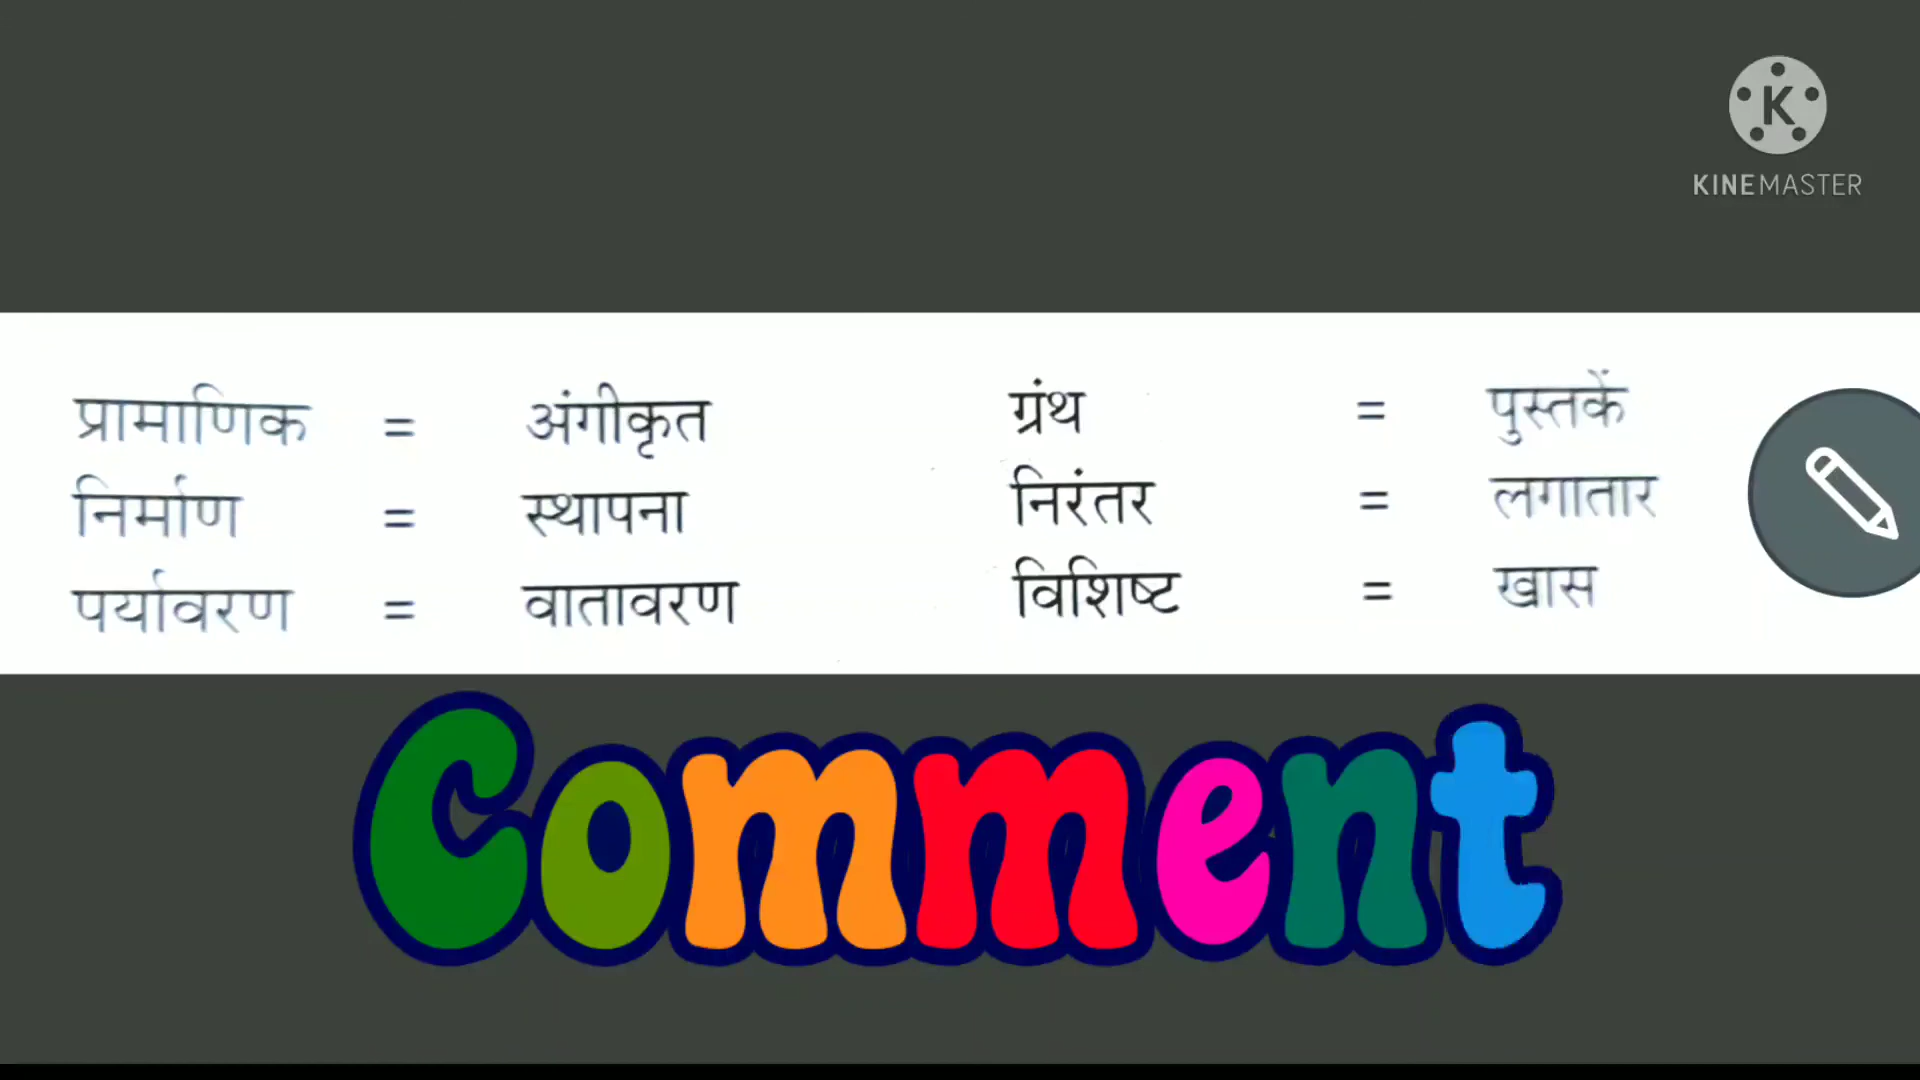 K
KINEMASTER
प्रामाणिक = अंगीकृत ग्रंथ = पुस्तकें
निर्माण = स्थापना निरंतर = लगातार
पर्यावरण = वातावरण विशिष्ट = खास
Comment